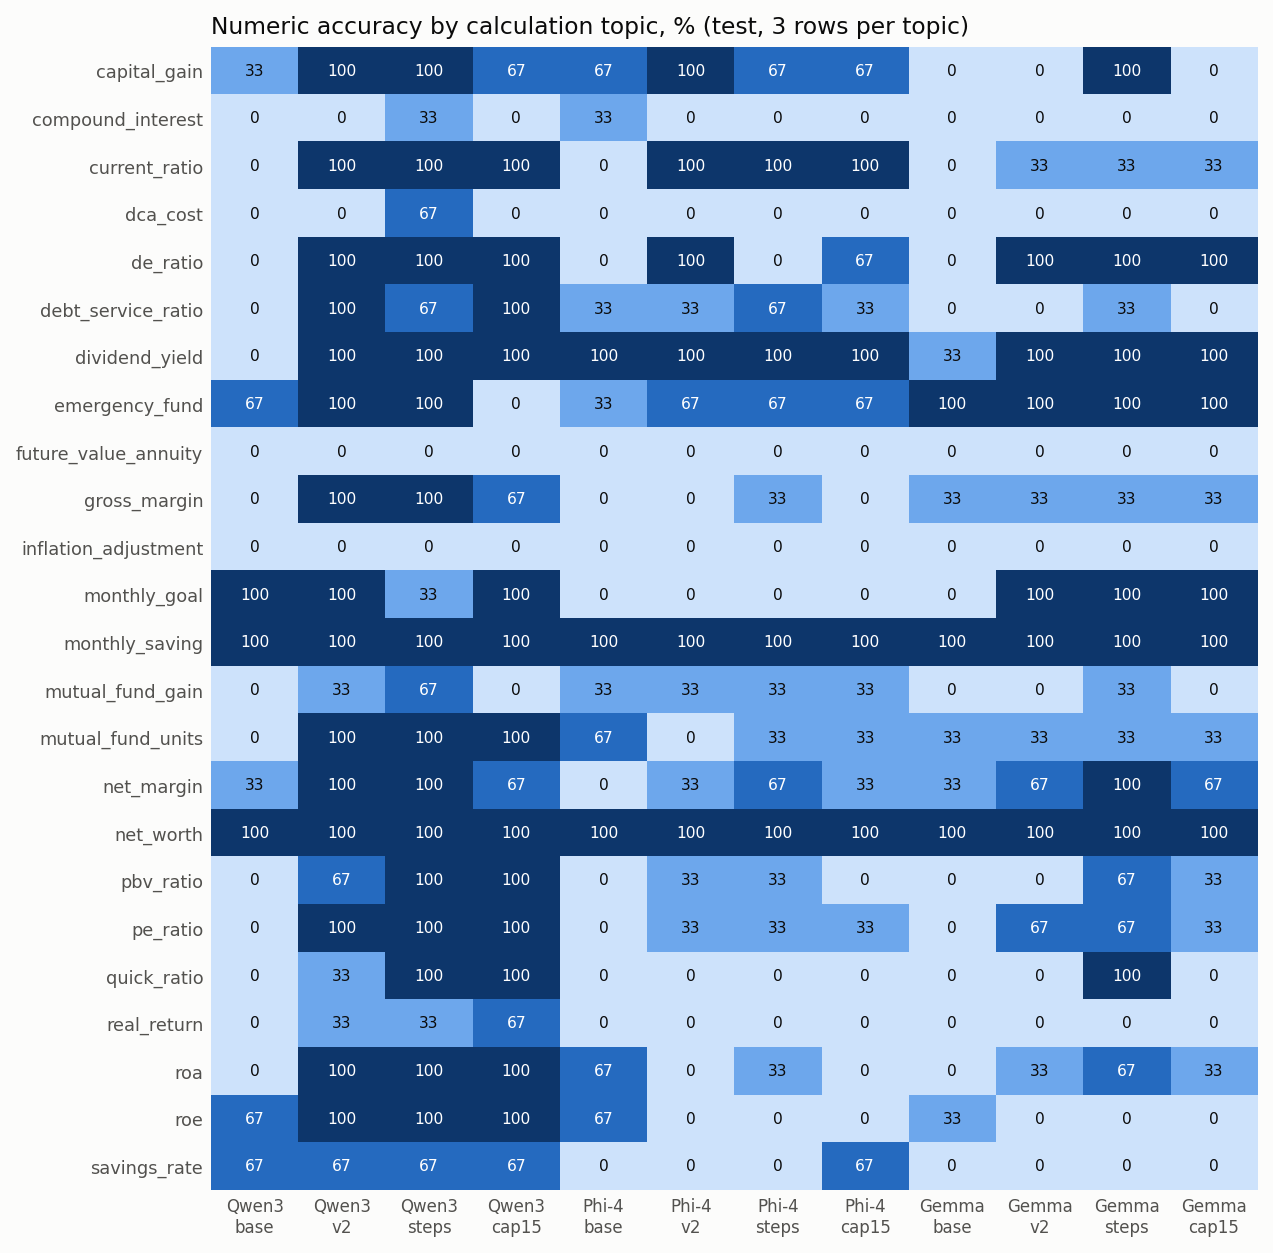 Numeric accuracy by calculation topic, % (test, 3 rows per topic)
capital_gain 33 100 100 67 67 100 67 67 0 0 100 0
compound_interest 0 0 33 0 33 0 0 0 0 0 0 0
current_ratio 0 100 100 100 0 100 100 100 0 33 33 33
dca_cost 0 0 67 0 0 0 0 0 0 0 0 0
de_ratio 0 100 100 100 0 100 0 67 0 100 100 100
debt_service_ratio 0 100 67 100 33 33 67 33 0 0 33 0
dividend_yield 0 100 100 100 100 100 100 100 33 100 100 100
emergency_fund 67 100 100 0 33 67 67 67 100 100 100 100
future_value_annuity 0 0 0 0 0 0 0 0 0 0 0 0
gross_margin 0 100 100 67 0 0 33 0 33 33 33 33
inflation_adjustment 0 0 0 0 0 0 0 0 0 0 0 0
monthly_goal 100 100 33 100 0 0 0 0 0 100 100 100
monthly_saving 100 100 100 100 100 100 100 100 100 100 100 100
mutual_fund_gain 0 33 67 0 33 33 33 33 0 0 33 0
mutual_fund_units 0 100 100 100 67 0 33 33 33 33 33 33
net_margin 33 100 100 67 0 33 67 33 33 67 100 67
net_worth 100 100 100 100 100 100 100 100 100 100 100 100
pbv_ratio 0 67 100 100 0 33 33 0 0 0 67 33
pe_ratio 0 100 100 100 0 33 33 33 0 67 67 33
quick_ratio 0 33 100 100 0 0 0 0 0 0 100 0
real_return 0 33 33 67 0 0 0 0 0 0 0 0
roa 0 100 100 100 67 0 33 0 0 33 67 33
roe 67 100 100 100 67 0 0 0 33 0 0 0
savings_rate 67 67 67 67 0 0 0 67 0 0 0 0
Qwen3 Qwen3 Qwen3 Qwen3 Phi-4 Phi-4 Phi-4 Phi-4 Gemma Gemma Gemma Gemma
base v2 steps cap15 base v2 steps cap15 base v2 steps cap15